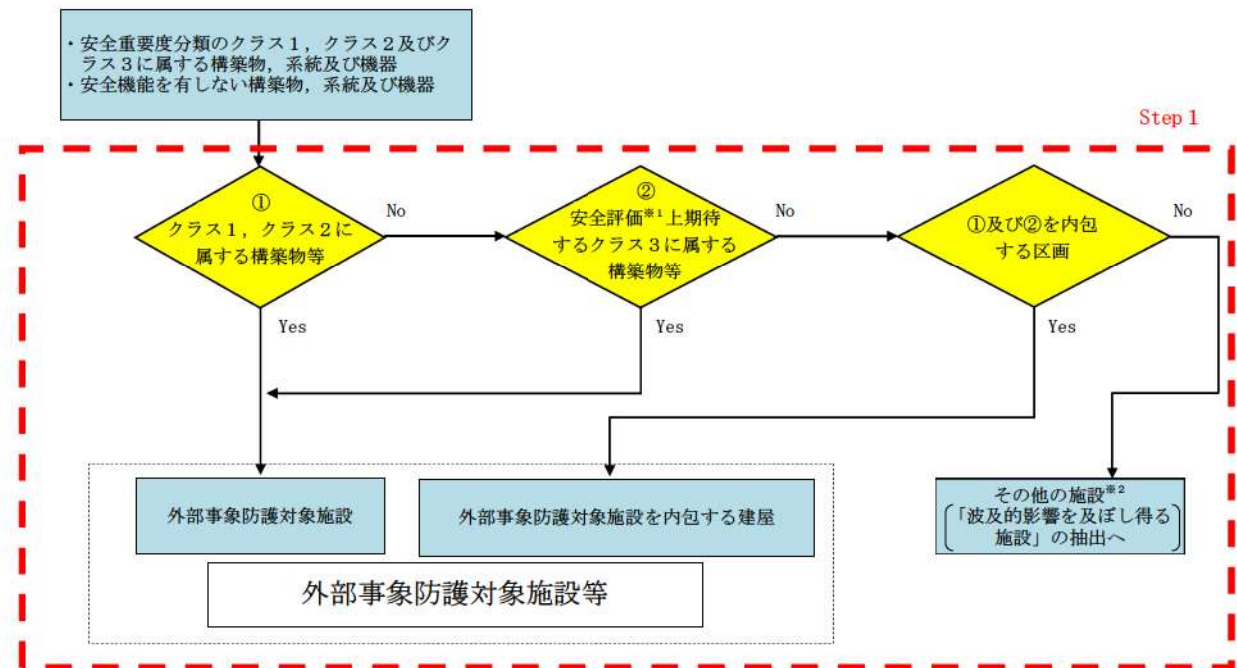 ・安全重要度分類のクラス１，クラス２及びク
ラス３に属する構築物，系統及び機器
・安全機能を有しない構築物，系統及び機器
Step 1
①
クラス１，クラス２に
属する構築物等
No
②
安全評価※1上期待
するクラス３に属する
構築物等
No
①及び②を内包
する区画
No
Yes
Yes
Yes
外部事象防護対象施設
外部事象防護対象施設を内包する建屋
その他の施設※2
「波及的影響を及ぼし得る
施設」の抽出へ
外部事象防護対象施設等